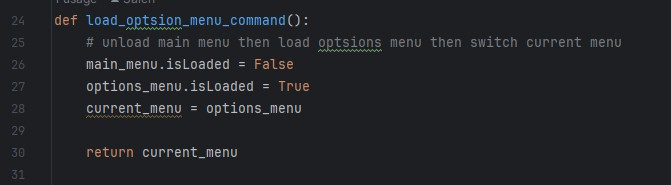 24 def load_optsion_menu_command():
25     # unload main menu then load optsions menu then switch current menu
26     main_menu.isLoaded = False
27     options_menu.isLoaded = True
28     current_menu = options_menu
29
30     return current_menu
31